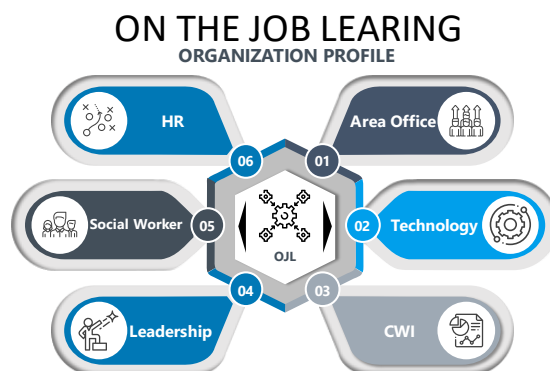 ON THE JOB LEARING
ORGANIZATION PROFILE
HR
Area Office
06
01
Social Worker
05
OJL
02
Technology
04
03
Leadership
CWI